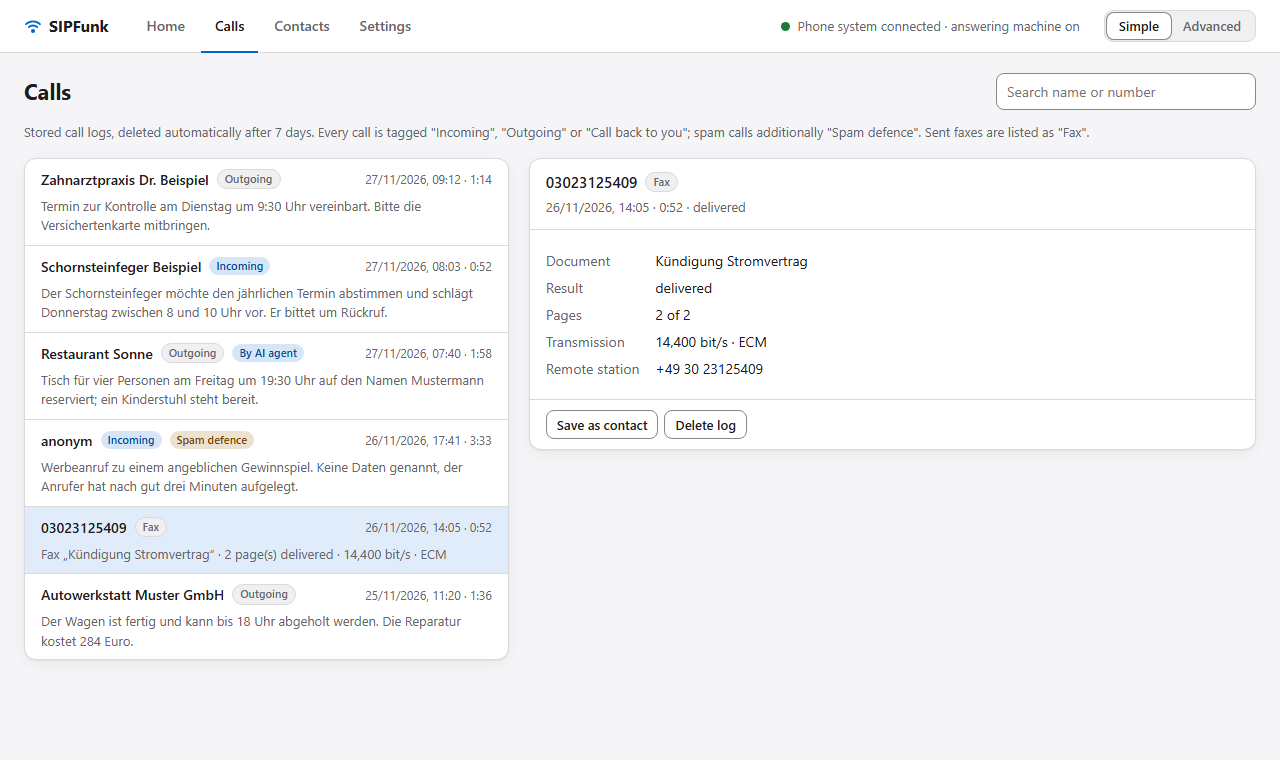 SIPFunk
Home
Calls
Contacts
Settings
Phone system connected · answering machine on
Simple
Advanced
Calls
Search name or number
Stored call logs, deleted automatically after 7 days. Every call is tagged "Incoming", "Outgoing" or "Call back to you"; spam calls additionally "Spam defence". Sent faxes are listed as "Fax".
Zahnarztpraxis Dr. Beispiel Outgoing 27/11/2026, 09:12 · 1:14
Termin zur Kontrolle am Dienstag um 9:30 Uhr vereinbart. Bitte die
Versichertenkarte mitbringen.
Schornsteinfeger Beispiel Incoming 27/11/2026, 08:03 · 0:52
Der Schornsteinfeger möchte den jährlichen Termin abstimmen und schlägt
Donnerstag zwischen 8 und 10 Uhr vor. Er bittet um Rückruf.
Restaurant Sonne Outgoing By AI agent 27/11/2026, 07:40 · 1:58
Tisch für vier Personen am Freitag um 19:30 Uhr auf den Namen Mustermann
reserviert; ein Kinderstuhl steht bereit.
anonym Incoming Spam defence 26/11/2026, 17:41 · 3:33
Werbeanruf zu einem angeblichen Gewinnspiel. Keine Daten genannt, der
Anrufer hat nach gut drei Minuten aufgelegt.
03023125409 Fax 26/11/2026, 14:05 · 0:52
Fax „Kündigung Stromvertrag“ · 2 page(s) delivered · 14,400 bit/s · ECM
Autowerkstatt Muster GmbH Outgoing 25/11/2026, 11:20 · 1:36
Der Wagen ist fertig und kann bis 18 Uhr abgeholt werden. Die Reparatur
kostet 284 Euro.
03023125409 Fax
26/11/2026, 14:05 · 0:52 · delivered
Document Kündigung Stromvertrag
Result delivered
Pages 2 of 2
Transmission 14,400 bit/s · ECM
Remote station +49 30 23125409
Save as contact
Delete log